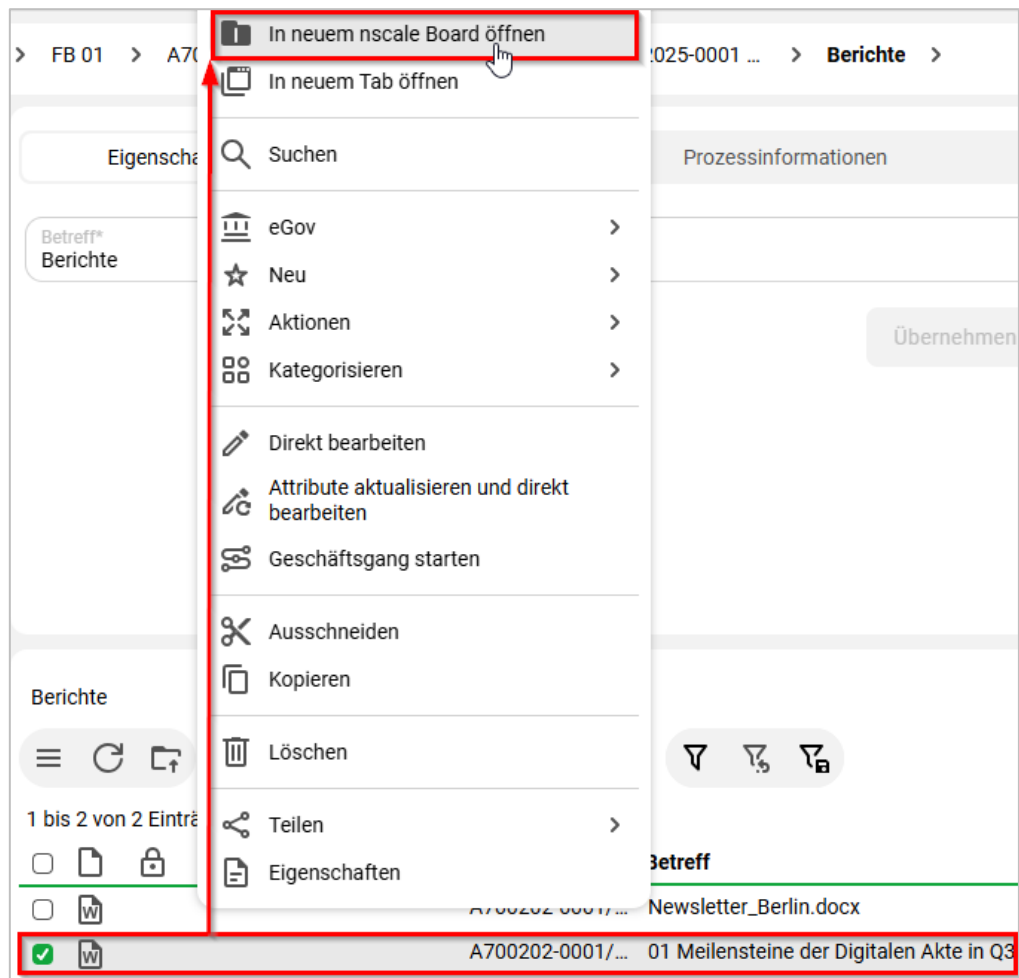 In neuem nscale Board öffnen
> FB 01 > A70 :025-0001 ... > Berichte >
In neuem Tab öffnen
Eigenscha Suchen Prozessinformationen
eGov
Betreff*
Berichte
Neu
Aktionen
Übernehmen
Kategorisieren
Direkt bearbeiten
Attribute aktualisieren und direkt
bearbeiten
Geschäftsgang starten
Ausschneiden
Kopieren
Berichte
Löschen
1 bis 2 von 2 Einträ
Teilen
Eigenschaften
Betreff
A700202-0001/... Newsletter_Berlin.docx
A700202-0001/... 01 Meilensteine der Digitalen Akte in Q3